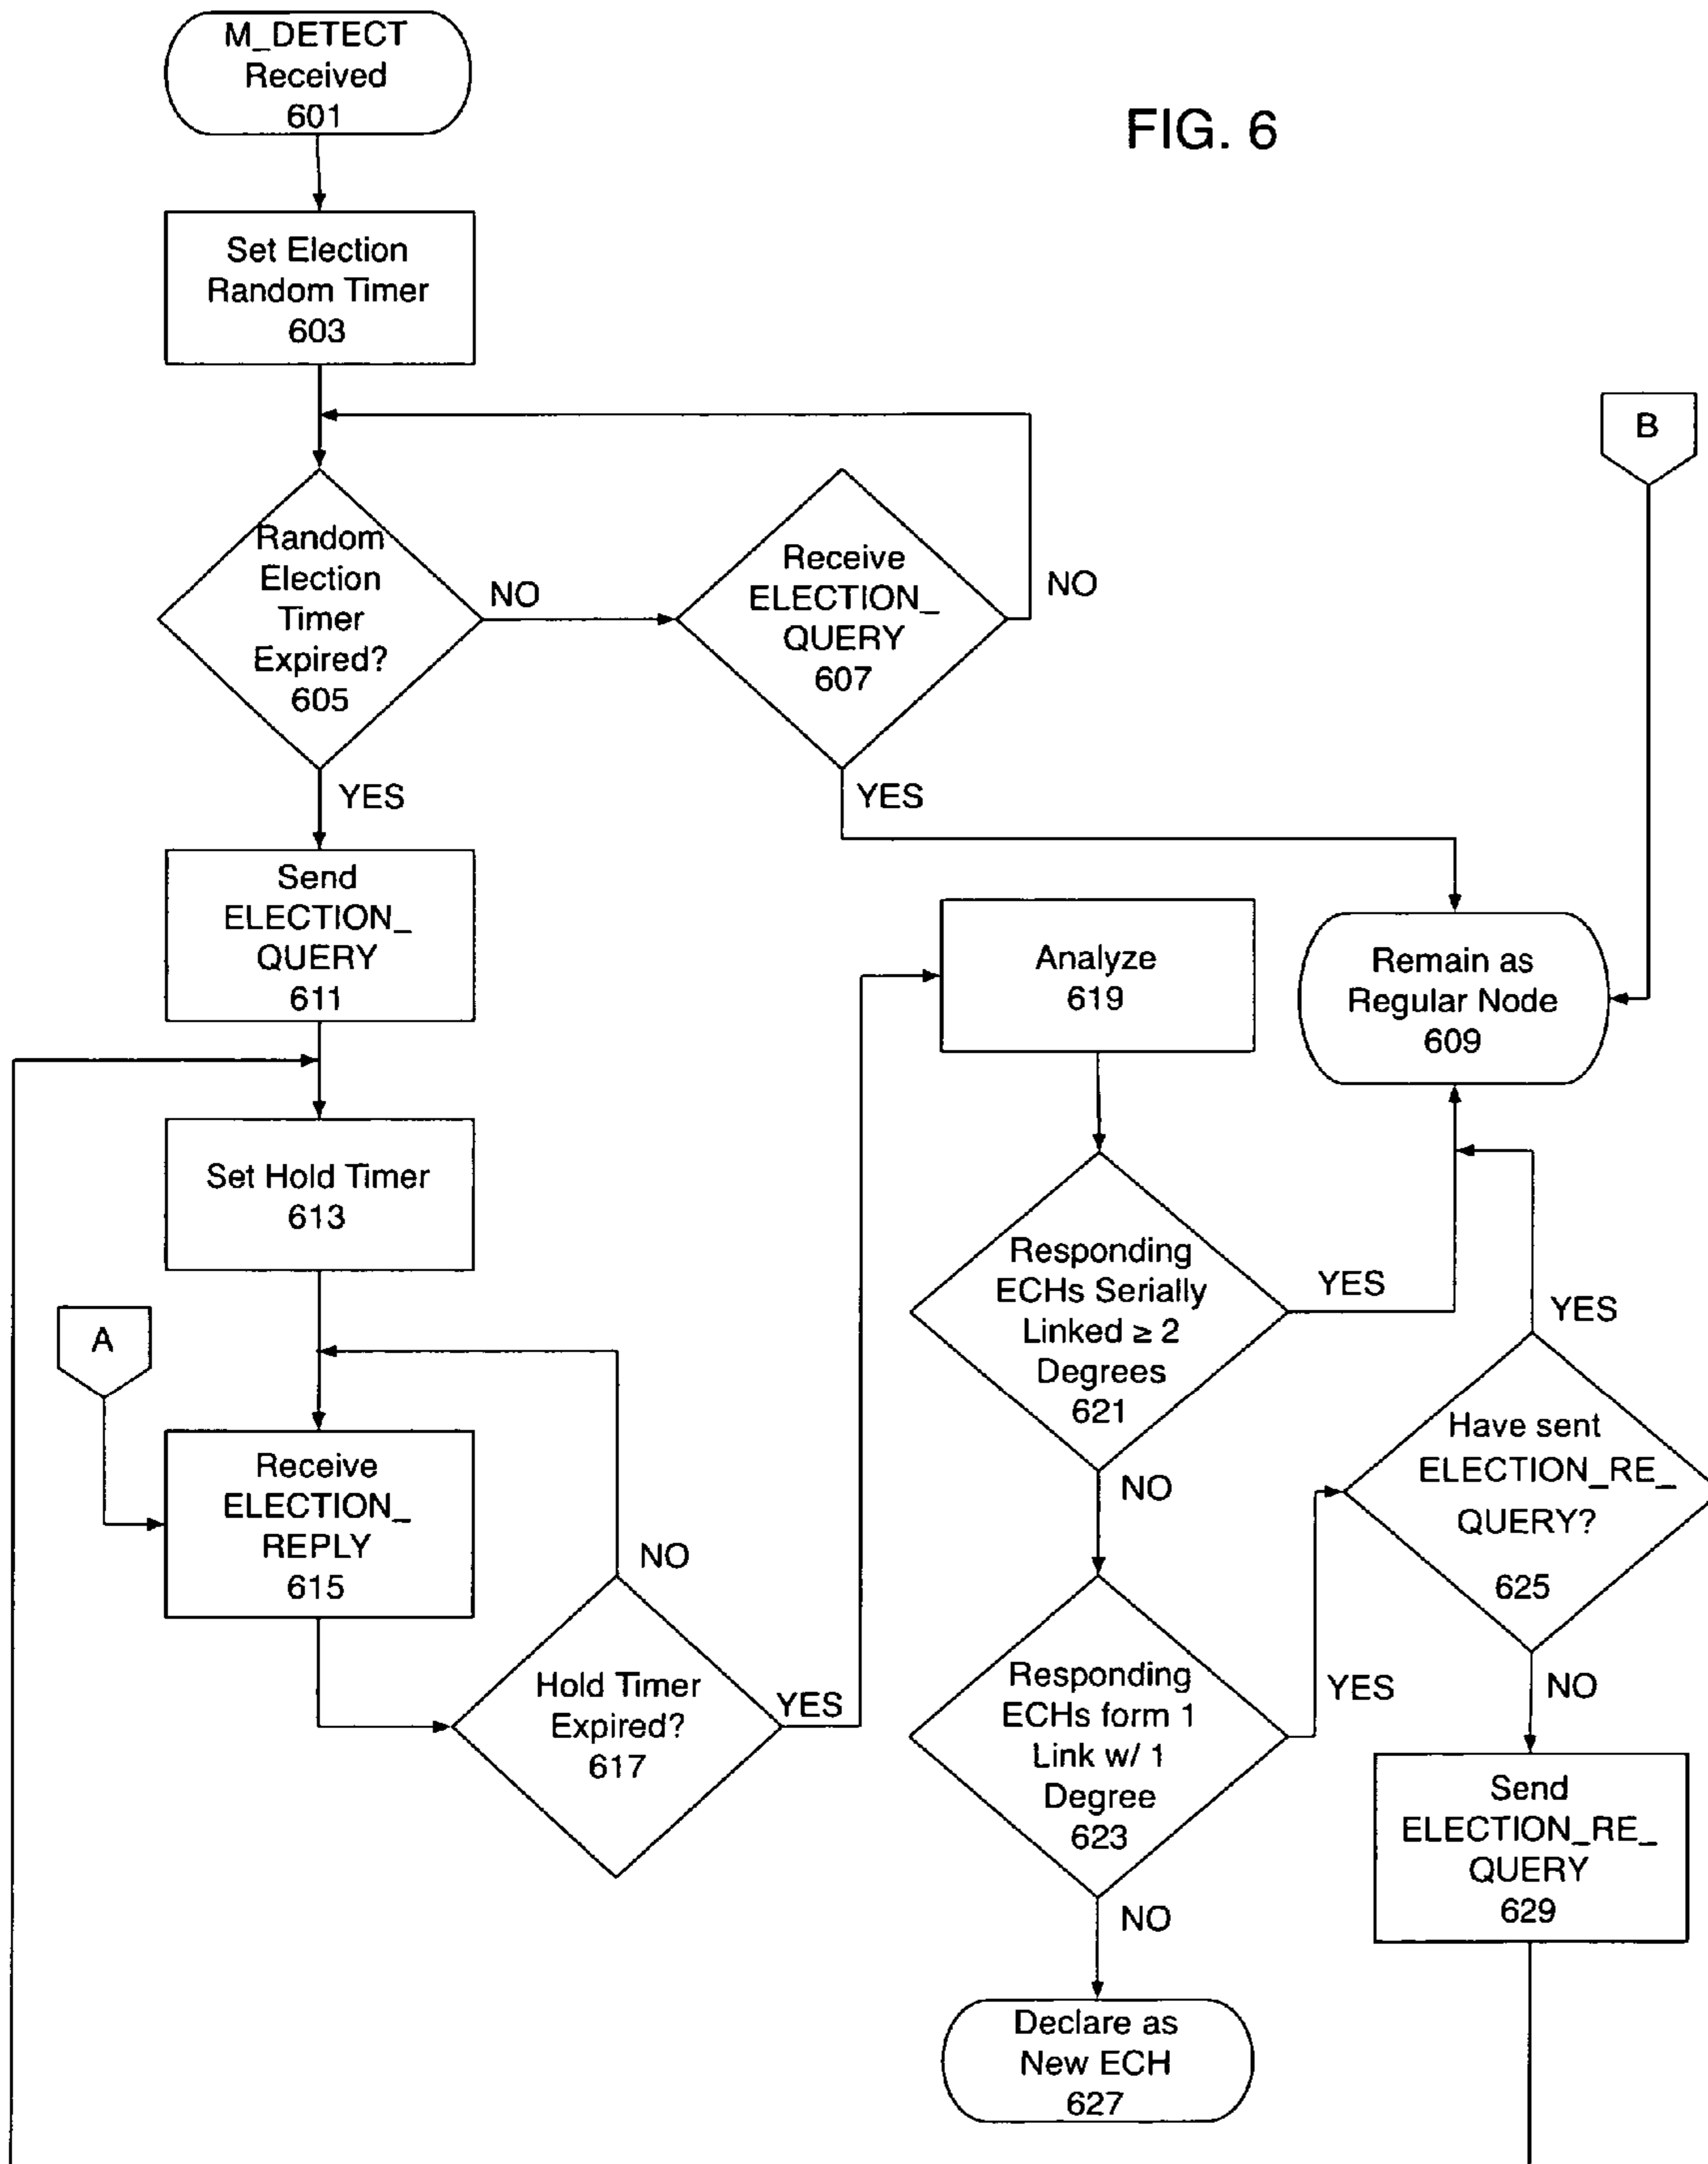 M_DETECT
Received
601
FIG. 6
Set Election
Random Timer
603
B
Random
Election
Timer
Expired?
605
NO
Receive
ELECTION_
QUERY
607
NO
YES
YES
Send
ELECTION_
QUERY
611
Analyze
619
Remain as
Regular Node
609
Set Hold Timer
613
A
Receive
ELECTION_
REPLY
615
NO
Hold Timer
Expired?
617
YES
Responding
ECHs Serially
Linked ≥ 2
Degrees
621
YES
NO
YES
Have sent
ELECTION_RE_
QUERY?
625
Responding
ECHs form 1
Link w/ 1
Degree
623
YES
NO
NO
Send
ELECTION_RE_
QUERY
629
Declare as
New ECH
627